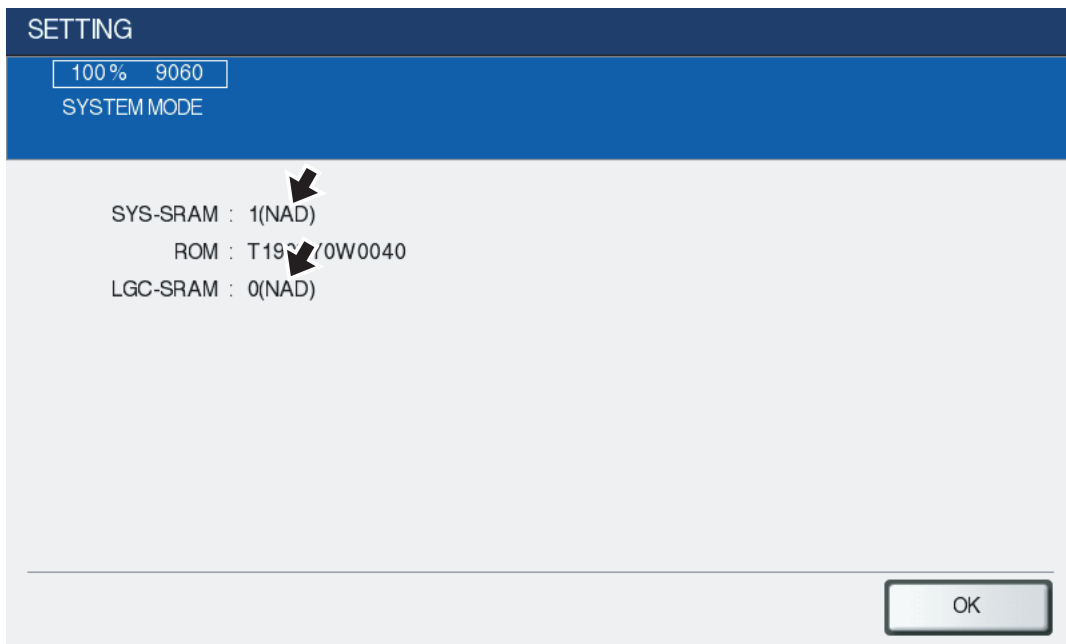 SETTING
100% 9060
SYSTEM MODE
SYS-SRAM : 1(NAD)
ROM :
LGC-SRAM : 0(NAD)
OK